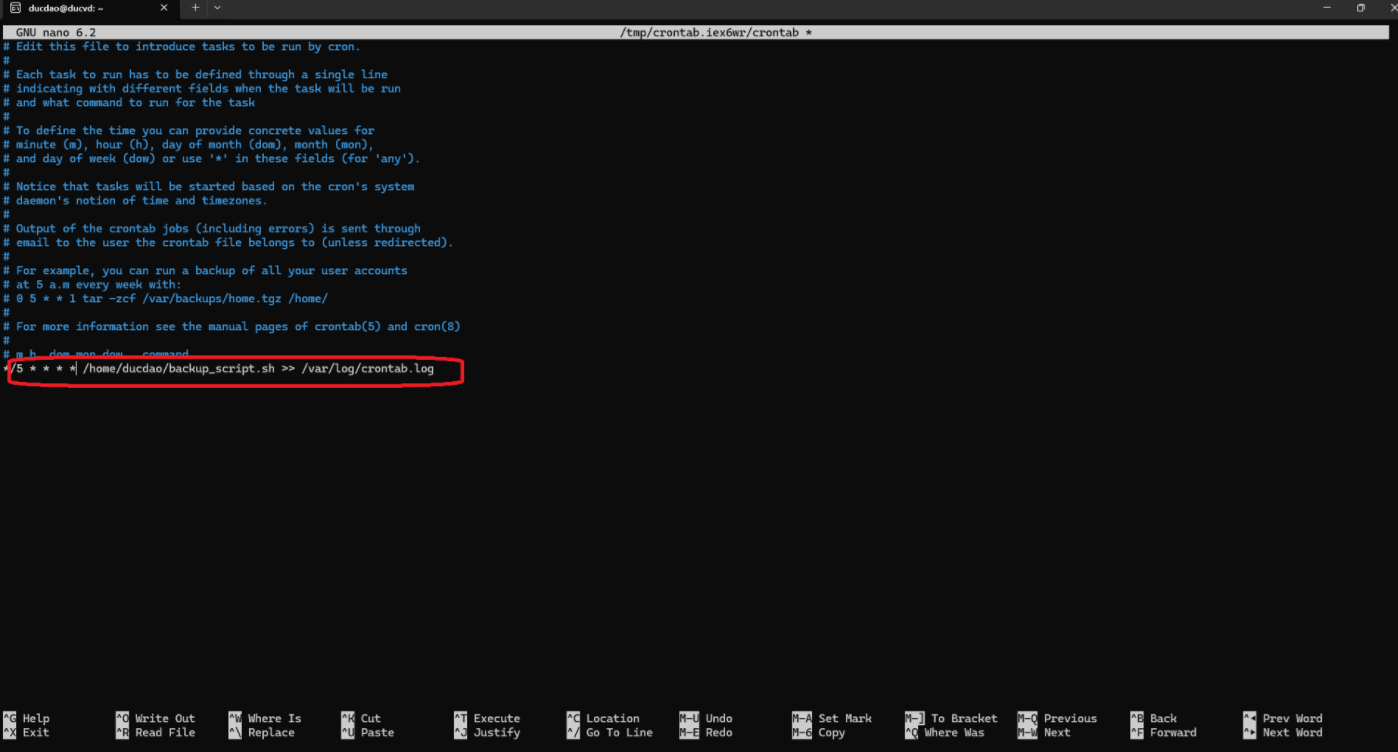 ducdao@ducvd: ~
GNU nano 6.2 /tmp/crontab.iex6wr/crontab *
# Edit this file to introduce tasks to be run by cron.
#
# Each task to run has to be defined through a single line
# indicating with different fields when the task will be run
# and what command to run for the task
#
# To define the time you can provide concrete values for
# minute (m), hour (h), day of month (dom), month (mon),
# and day of week (dow) or use '*' in these fields (for 'any').
#
# Notice that tasks will be started based on the cron's system
# daemon's notion of time and timezones.
#
# Output of the crontab jobs (including errors) is sent through
# email to the user the crontab file belongs to (unless redirected).
#
# For example, you can run a backup of all your user accounts
# at 5 a.m every week with:
# 0 5 * * 1 tar -zcf /var/backups/home.tgz /home/
#
# For more information see the manual pages of crontab(5) and cron(8)
#
# m h  dom mon dow   command
*/5 * * * * /home/ducdao/backup_script.sh >> /var/log/crontab.log
^G Help ^O Write Out ^W Where Is ^K Cut ^T Execute ^C Location M-U Undo M-A Set Mark M-] To Bracket M-Q Previous ^B Back ^◂ Prev Word
^X Exit ^R Read File ^\ Replace ^U Paste ^J Justify ^/ Go To Line M-E Redo M-6 Copy ^Q Where Was M-W Next ^F Forward ^▸ Next Word